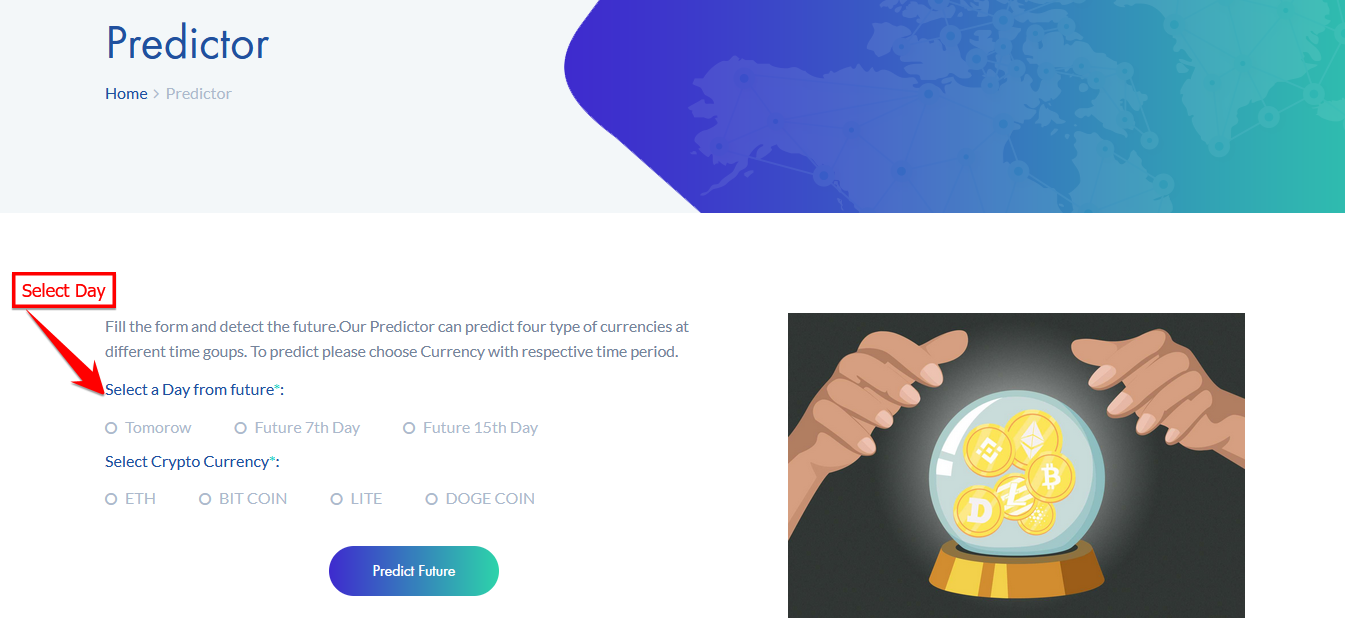 Predictor
Home > Predictor
Select Day
Fill the form and detect the future.Our Predictor can predict four type of currencies at
different time goups. To predict please choose Currency with respective time period.
Select a Day from future*:
Tomorow Future 7th Day Future 15th Day
Select Crypto Currency*:
ETH BIT COIN LITE DOGE COIN
Predict Future